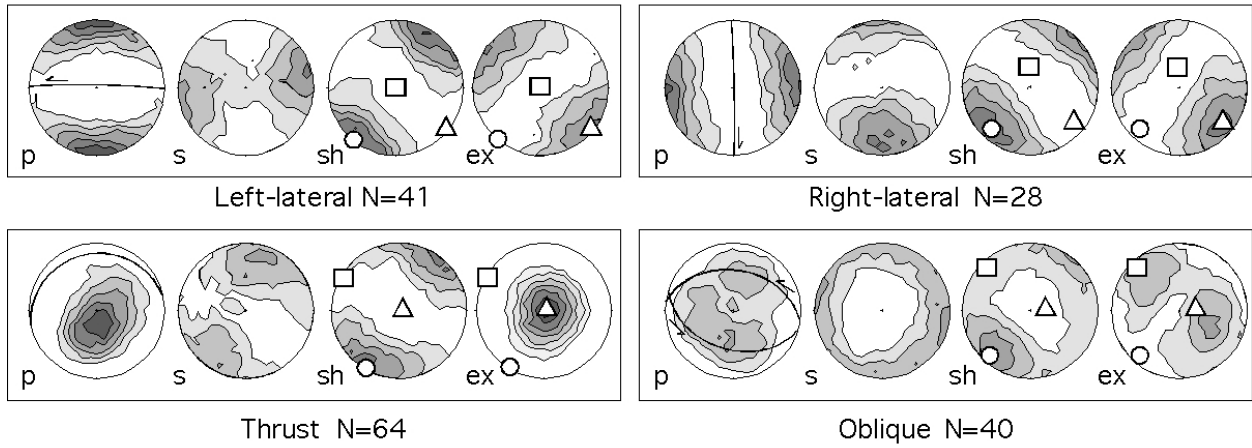 p s sh ex
Left-lateral N=41
p s sh ex
Right-lateral N=28
p s sh ex
Thrust N=64
p s sh ex
Oblique N=40